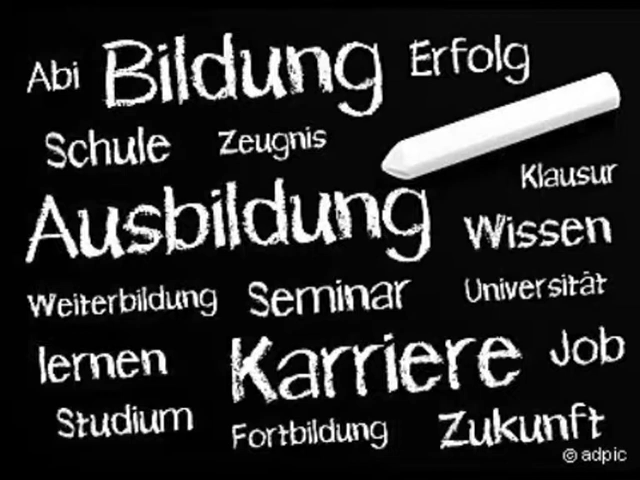 Abi Bildung Erfolg
Schule Zeugnis
Klausur
Ausbildung Wissen
Weiterbildung Seminar Universität
lernen Karriere Job
Studium Fortbildung Zukunft
© adpic